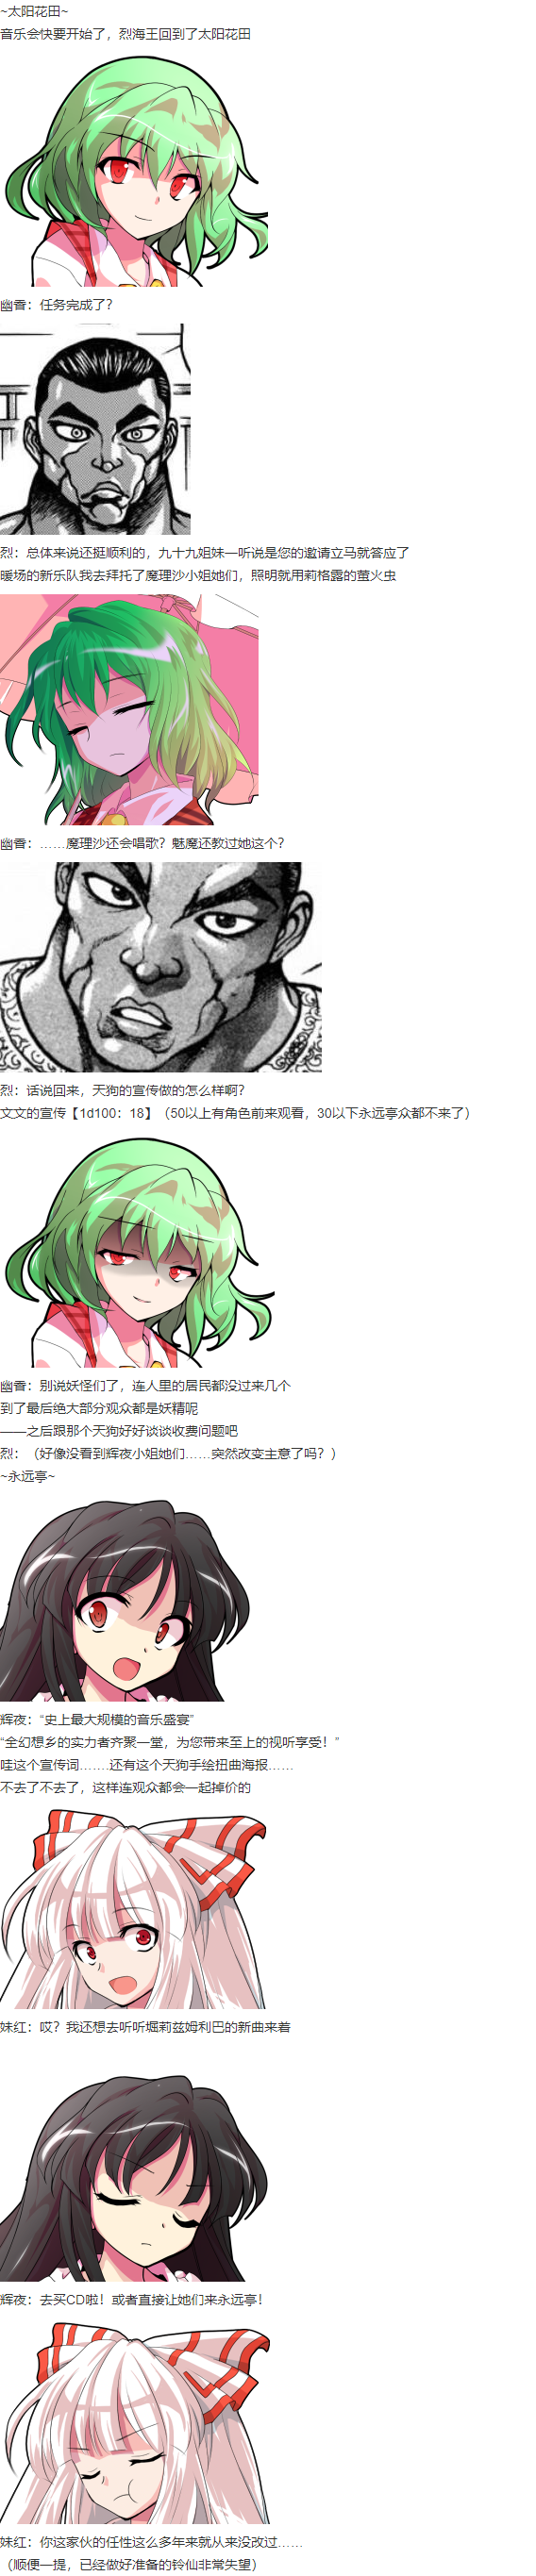 ~太阳花田~
音乐会快要开始了，烈海王回到了太阳花田
幽香：任务完成了？
烈：总体来说还挺顺利的，九十九姐妹一听说是您的邀请立马就答应了
暖场的新乐队我去拜托了魔理沙小姐她们，照明就用莉格露的萤火虫
幽香：……魔理沙还会唱歌？魅魔还教过她这个？
烈：话说回来，天狗的宣传做的怎么样啊？
文文的宣传【1d100：18】（50以上有角色前来观看，30以下永远亭众都不来了）
幽香：别说妖怪们了，连人里的居民都没过来几个
到了最后绝大部分观众都是妖精呢
——之后跟那个天狗好好谈谈收费问题吧
烈：（好像没看到辉夜小姐她们……突然改变主意了吗？）
~永远亭~
辉夜：“史上最大规模的音乐盛宴”
“全幻想乡的实力者齐聚一堂，为您带来至上的视听享受！”
哇这个宣传词…….还有这个天狗手绘扭曲海报……
不去了不去了，这样连观众都会一起掉价的
妹红：哎？我还想去听听堀莉兹姆利巴的新曲来着
辉夜：去买CD啦！或者直接让她们来永远亭！
妹红：你这家伙的任性这么多年来就从来没改过……
（顺便一提，已经做好准备的铃仙非常失望）